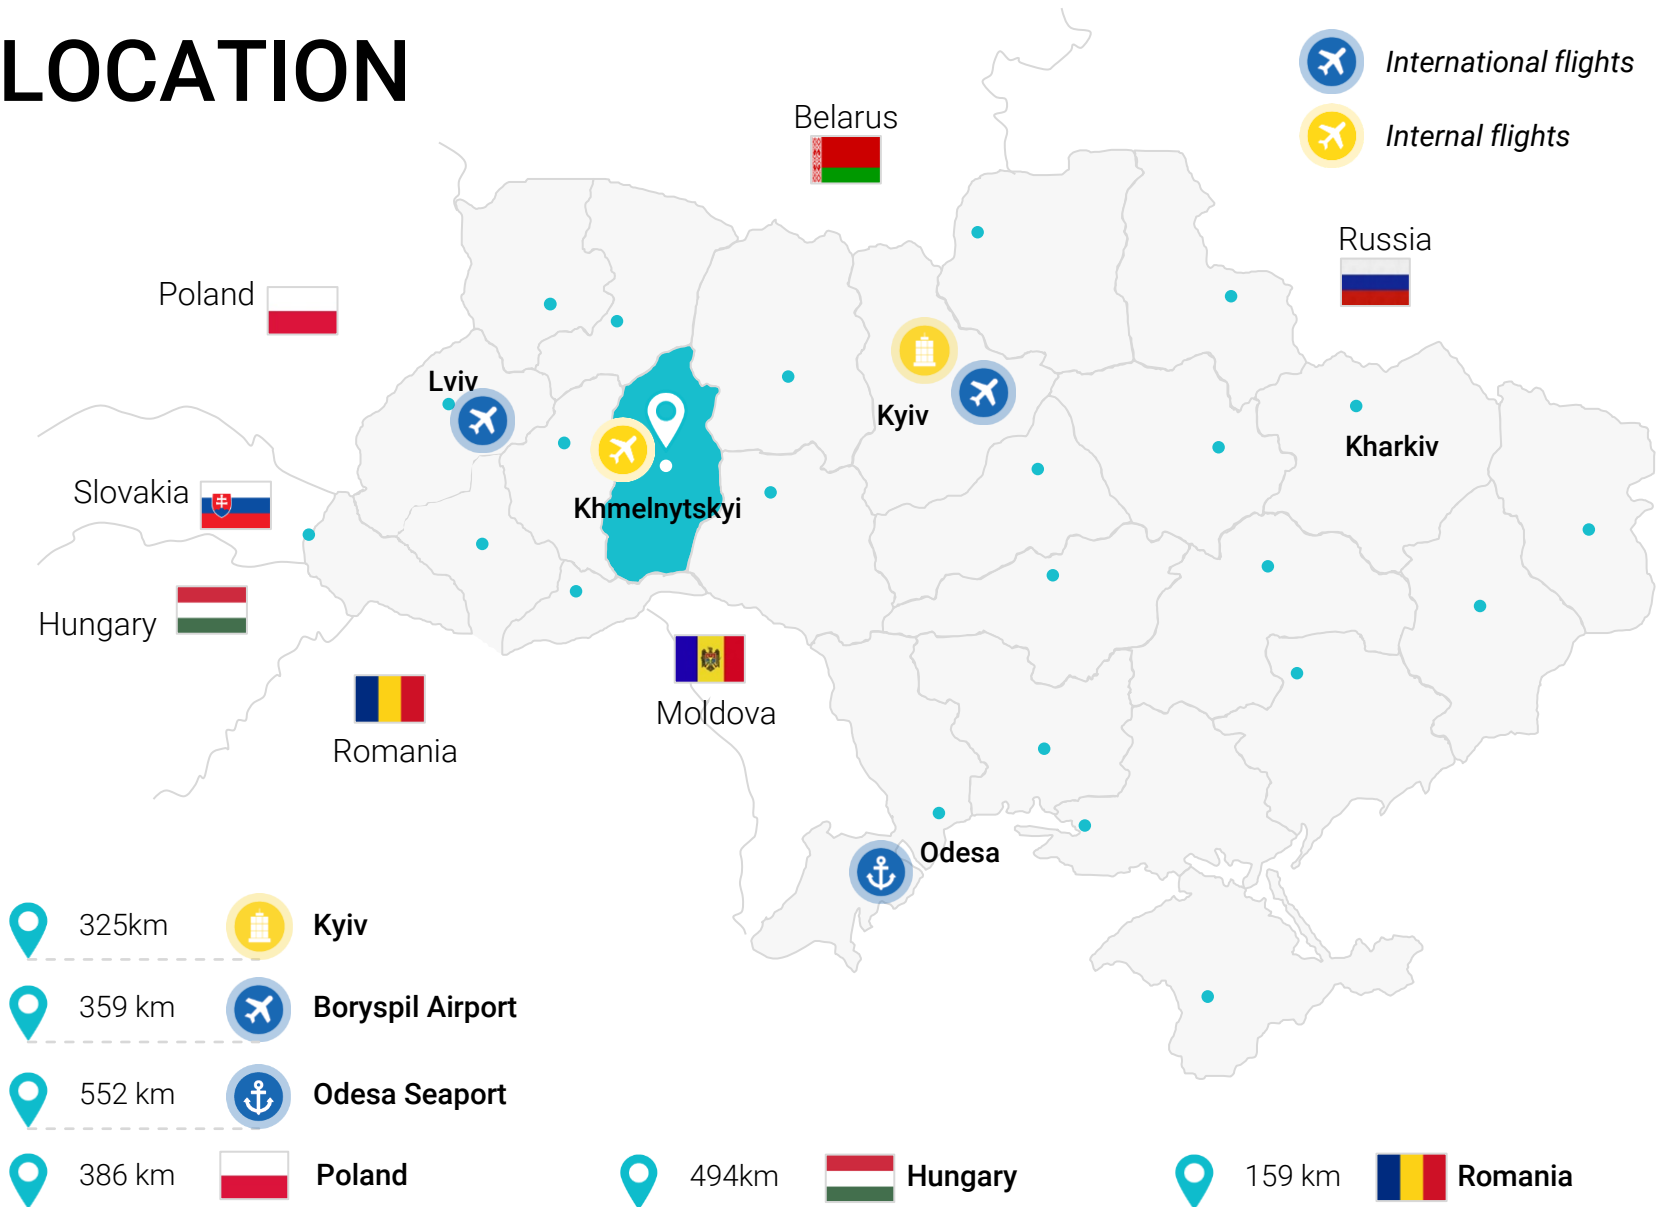 LOCATION
International flights
Internal flights
Belarus
Russia
Poland
Lviv
Kyiv
Kharkiv
Slovakia
Khmelnytskyi
Hungary
Moldova
Romania
Odesa
325km Kyiv
359 km Boryspil Airport
552 km Odesa Seaport
386 km Poland 494km Hungary 159 km Romania